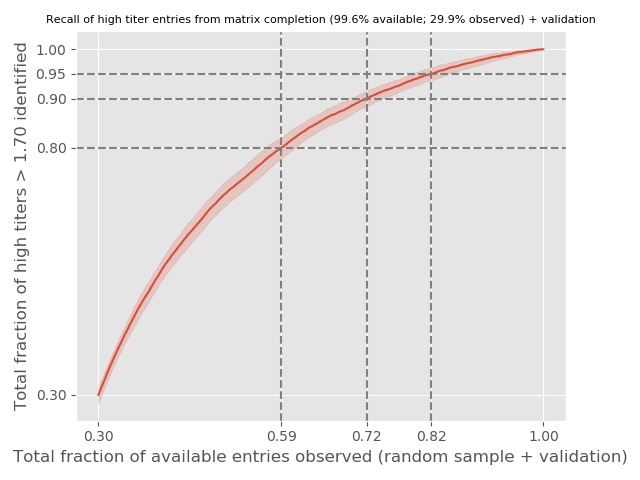 Recall of high titer entries from matrix completion (99.6% available; 29.9% observed) + validation
Total fraction of high titers > 1.70 identified
1.00
0.95
0.90
0.80
0.30
0.30 0.59 0.72 0.82 1.00
Total fraction of available entries observed (random sample + validation)